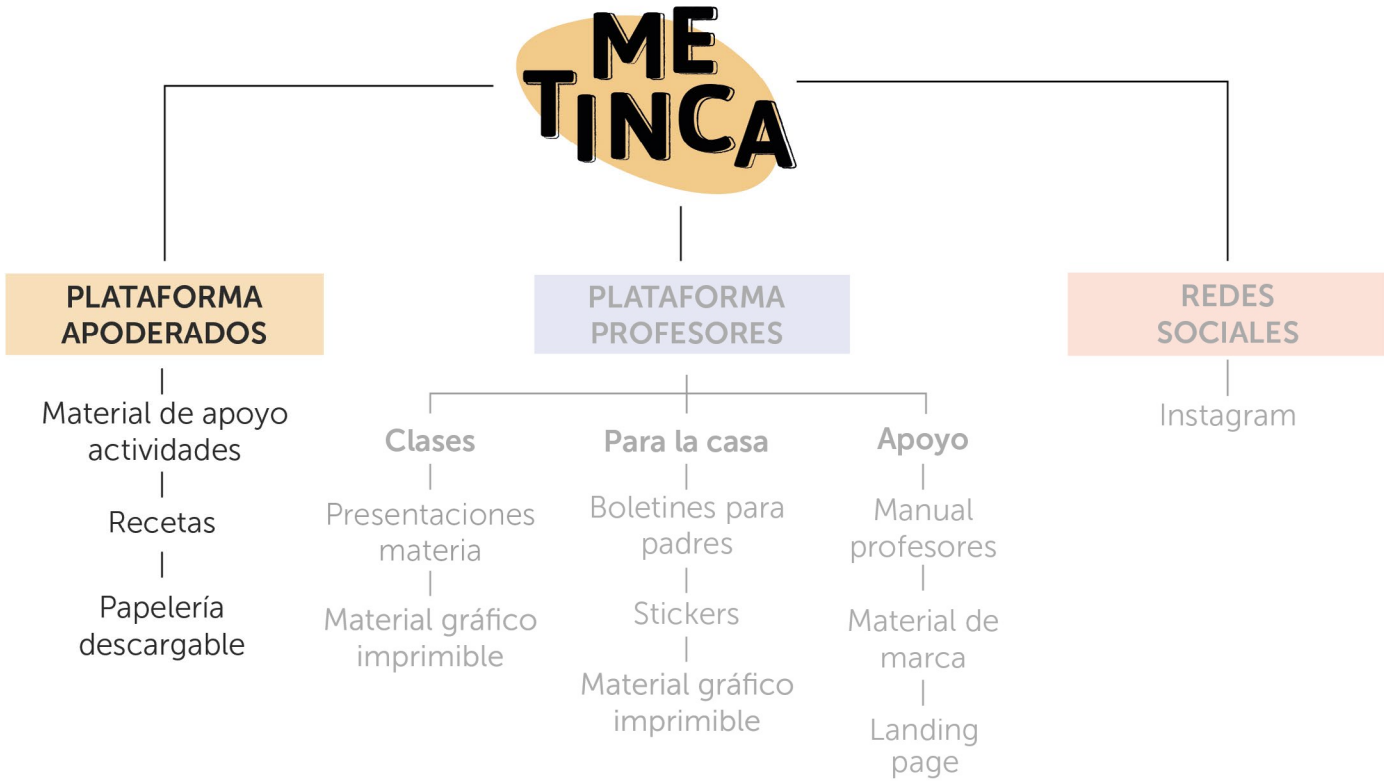 ME
TINCA
PLATAFORMA
APODERADOS
Material de apoyo
actividades
Recetas
Papelería
descargable
PLATAFORMA
PROFESORES
Clases
Presentaciones
materia
Material gráfico
imprimible
Para la casa
Boletines para
padres
Stickers
Material gráfico
imprimible
Apoyo
Manual
profesores
Material de
marca
Landing
page
REDES
SOCIALES
Instagram